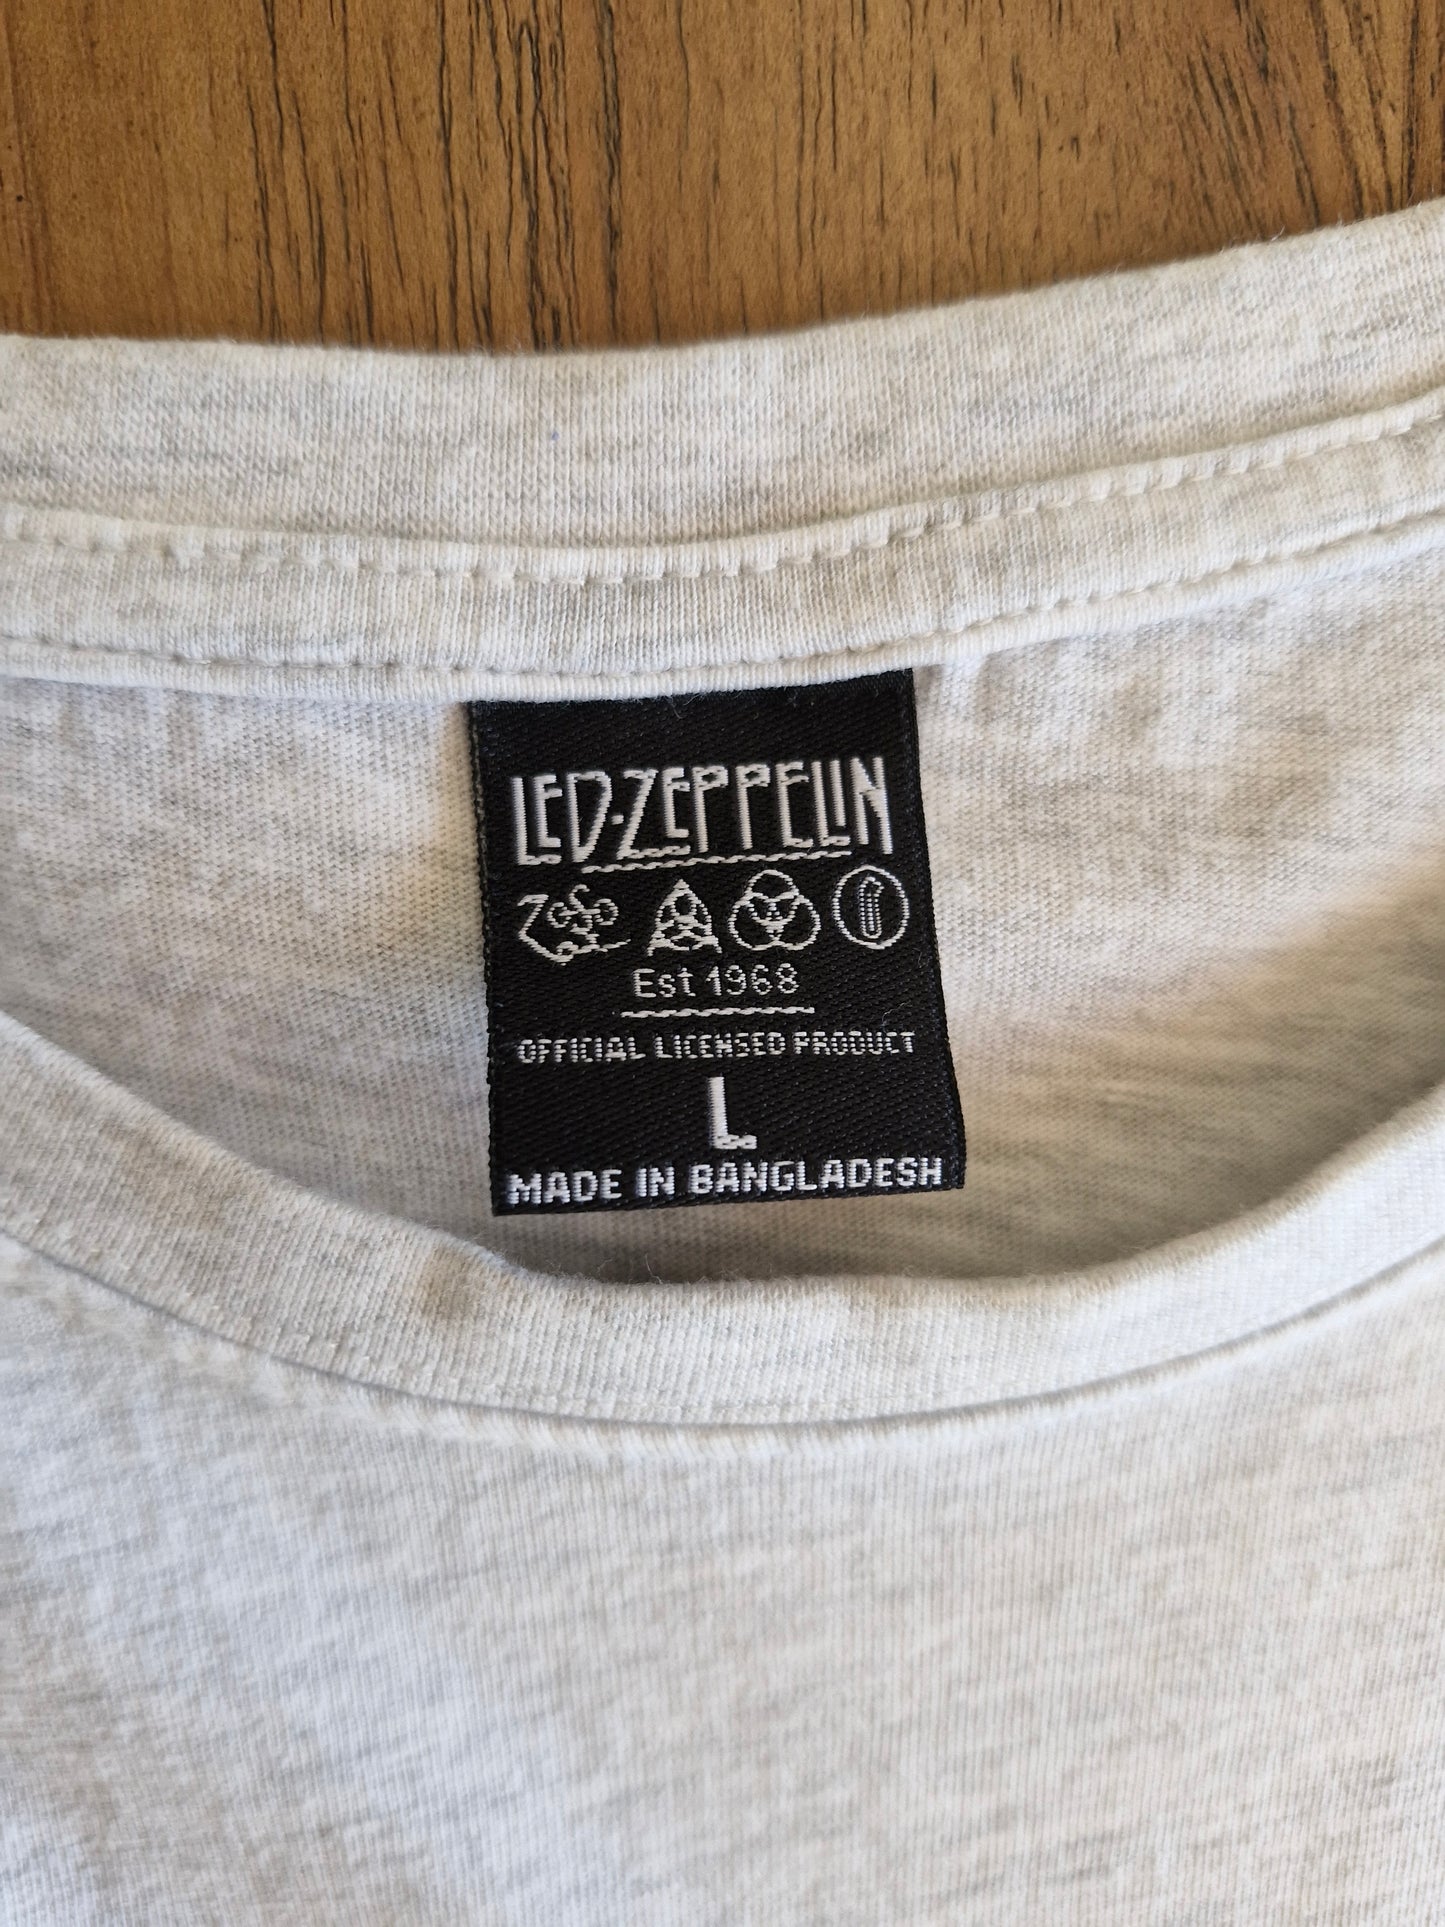 LED-ZEPPELIN
Est 1968
OFFICIAL LICENSED PRODUCT
L
MADE IN BANGLADESH